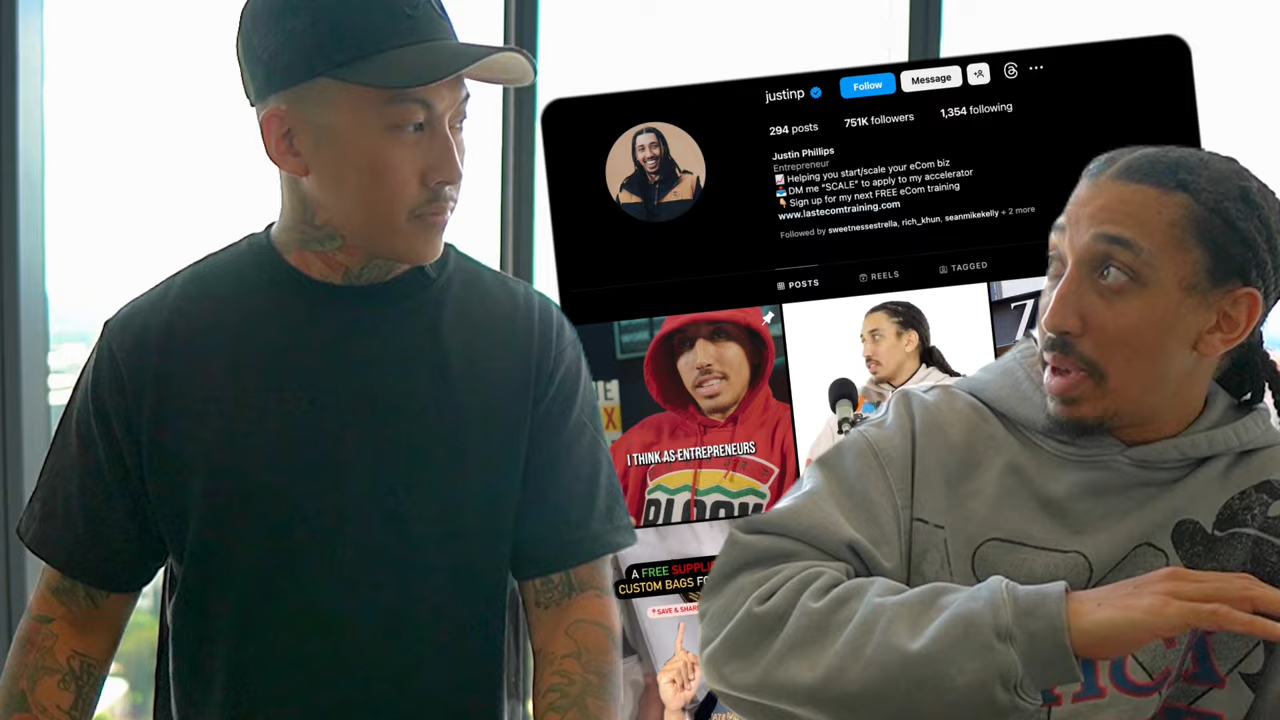 justinp
Follow
Message
294 posts
751K followers
1,354 following
Justin Phillips
Entrepreneur
📈 Helping you start/scale your eCom biz
📥 DM me "SCALE" to apply to my accelerator
👇🏽 Sign up for my next FREE eCom training
www.lastecomtraining.com
Followed by sweetnessestrella, rich_khun, seanmikekelly + 2 more
POSTS
REELS
TAGGED
I THINK AS ENTREPRENEURS
A FREE
CUSTOM BAGS
SAVE &
7